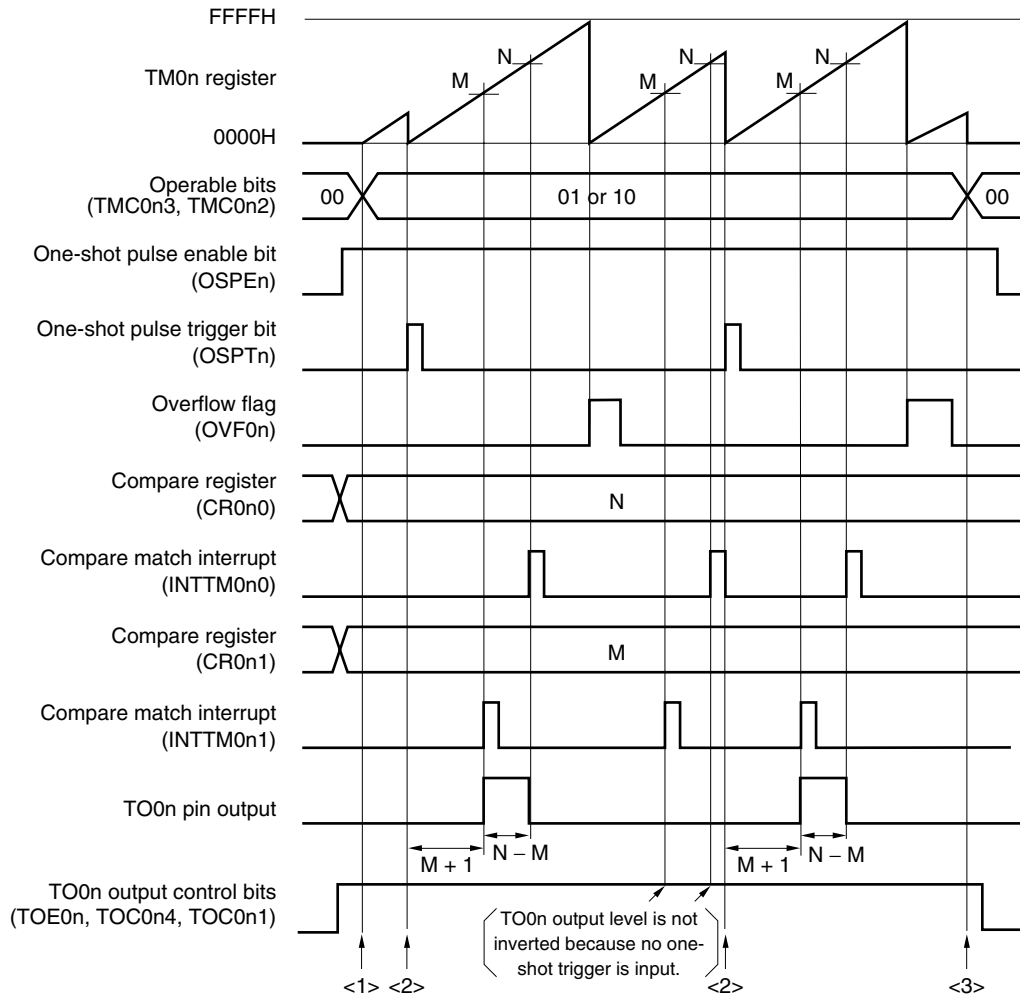 FFFFH
TM0n register
N
M
N
M
N
M
0000H
Operable bits
(TMC0n3, TMC0n2)
00
01 or 10
00
One-shot pulse enable bit
(OSPEn)
One-shot pulse trigger bit
(OSPTn)
Overflow flag
(OVF0n)
Compare register
(CR0n0)
N
Compare match interrupt
(INTTM0n0)
Compare register
(CR0n1)
M
Compare match interrupt
(INTTM0n1)
TO0n pin output
M + 1
N − M
M + 1
N − M
TO0n output control bits
(TOE0n, TOC0n4, TOC0n1)
TO0n output level is not
inverted because no one-
shot trigger is input.
<1> <2> <2> <3>